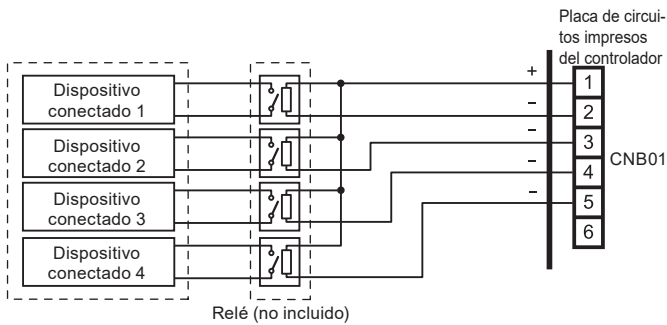 Placa de circui-
tos impresos
del controlador
Dispositivo
conectado 1
Dispositivo
conectado 2
Dispositivo
conectado 3
Dispositivo
conectado 4
+
−
−
−
−
1
2
3
4
5
6
CNB01
Relé (no incluido)